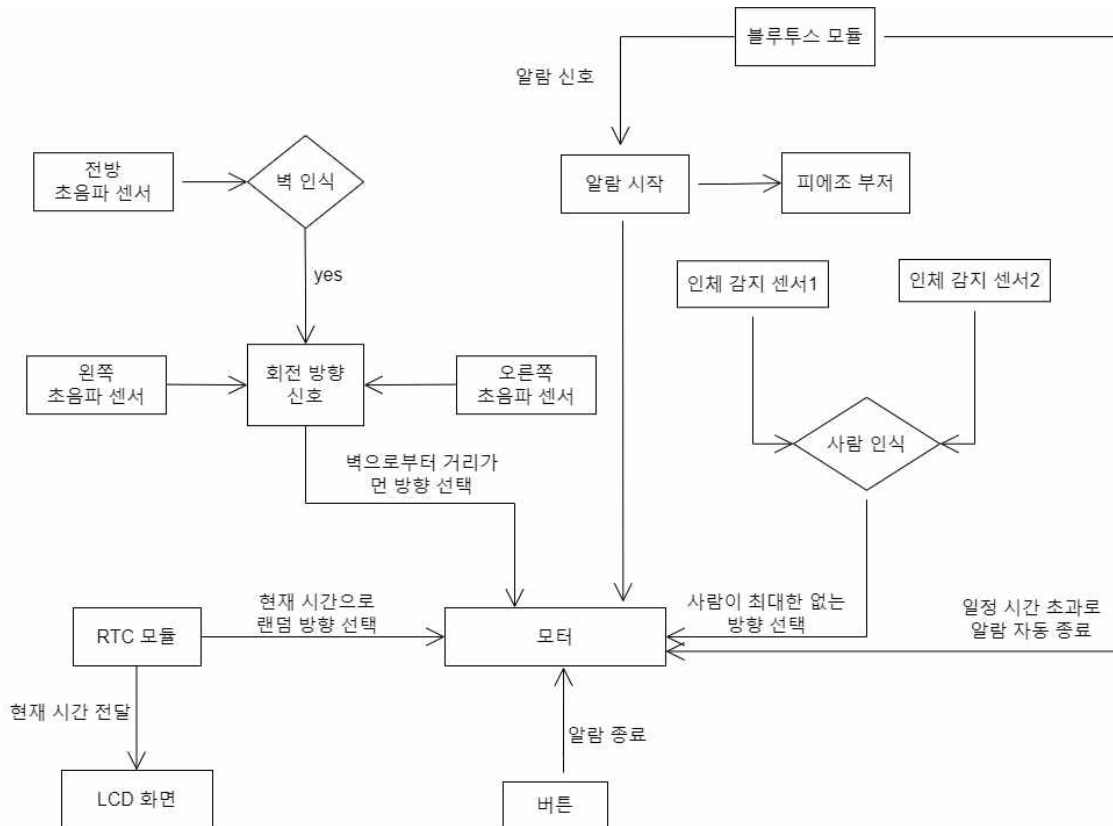 블루투스 모듈
알람 신호
전방
초음파 센서
벽 인식
알람 시작
피에조 부저
yes
인체 감지 센서1
인체 감지 센서2
왼쪽
초음파 센서
회전 방향
신호
오른쪽
초음파 센서
사람 인식
벽으로부터 거리가
먼 방향 선택
RTC 모듈
현재 시간으로
랜덤 방향 선택
모터
사람이 최대한 없는
방향 선택
일정 시간 초과로
알람 자동 종료
현재 시간 전달
알람 종료
LCD 화면
버튼